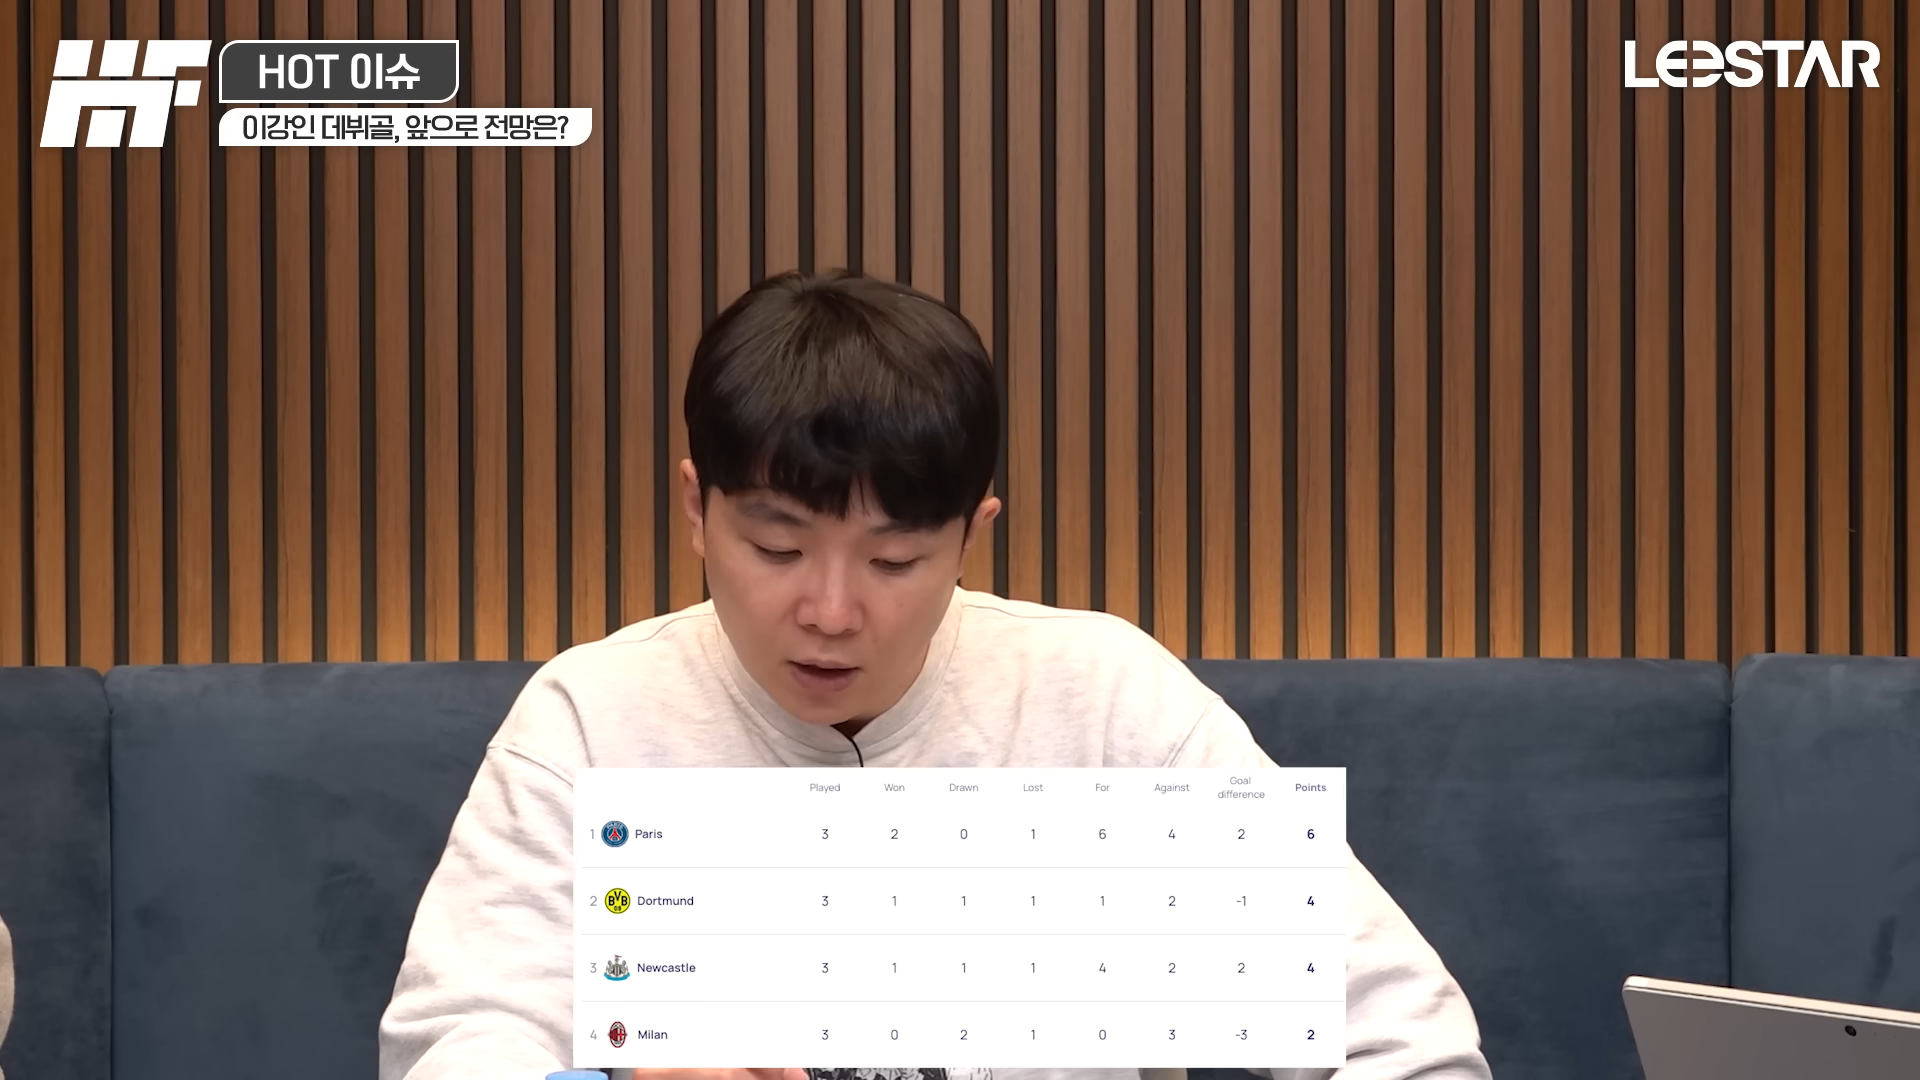 HF
HOT 이슈
이강인 데뷔골, 앞으로 전망은?
LEESTAR
Played Won Drawn Lost For Against Goal difference Points
1 Paris 3 2 0 1 6 4 2 6
2 BVB 09 Dortmund 3 1 1 1 1 2 -1 4
3 Newcastle 3 1 1 1 4 2 2 4
4 Milan 3 0 2 1 0 3 -3 2